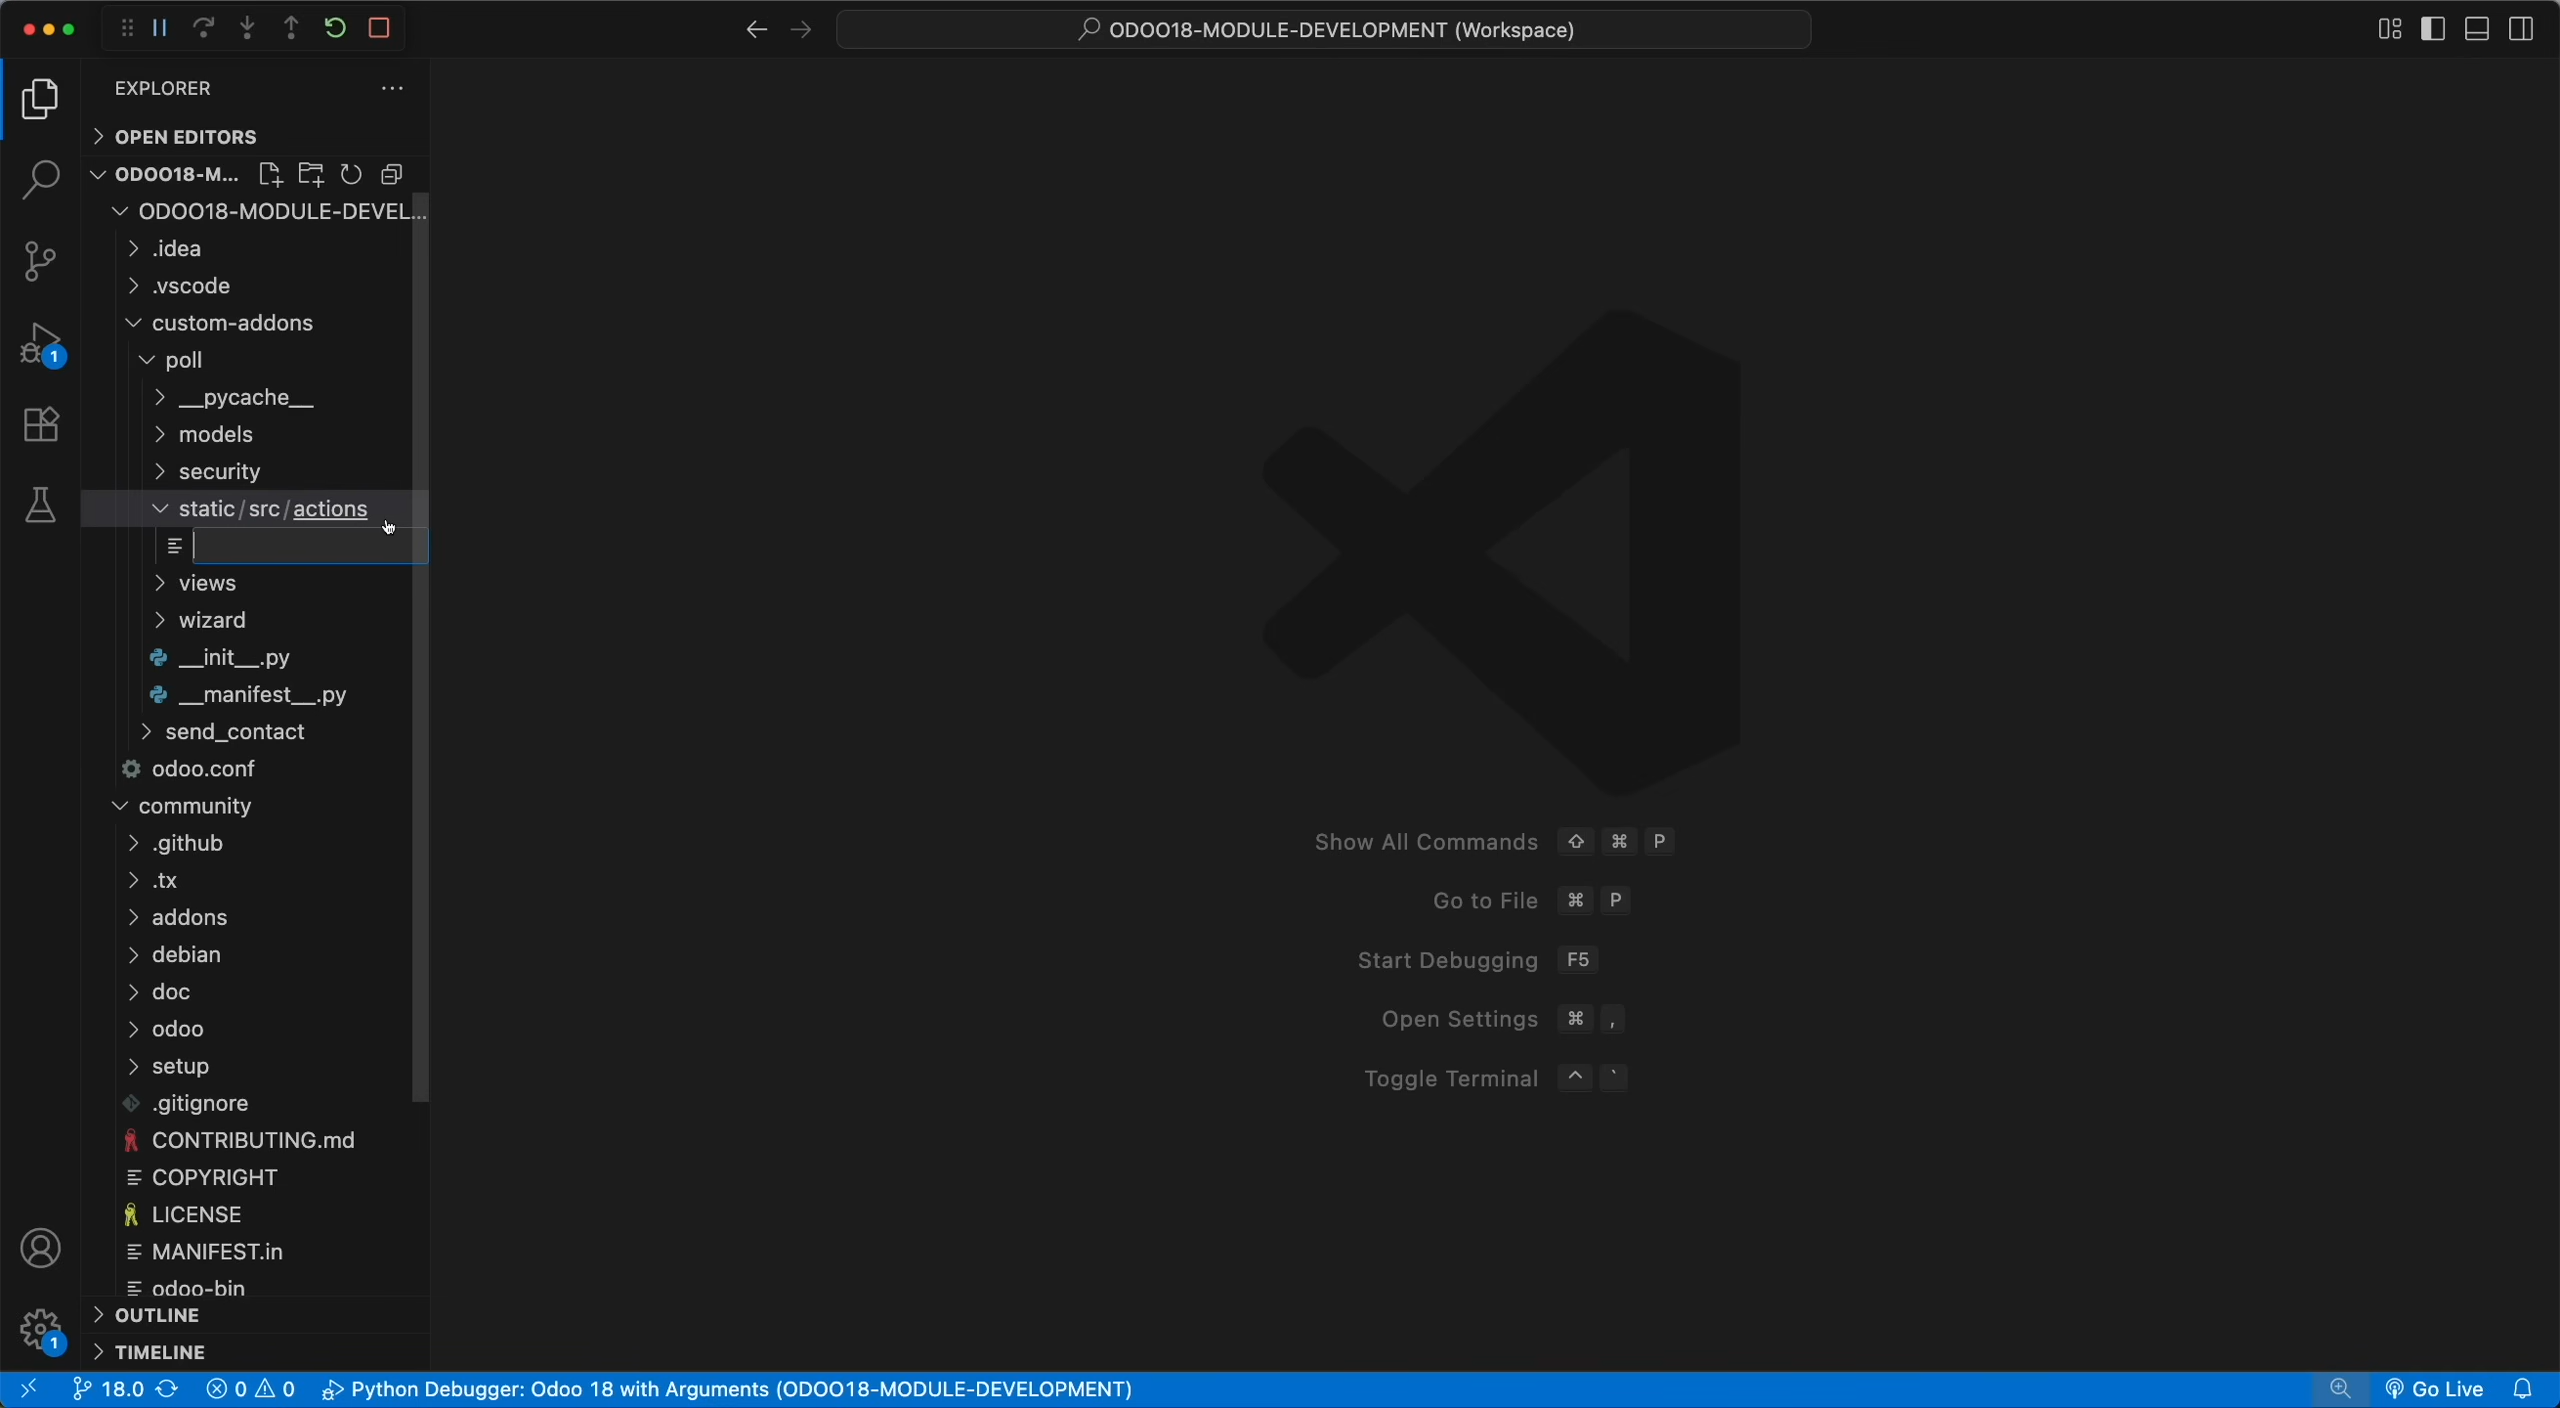 ODOO18-MODULE-DEVELOPMENT (Workspace)
EXPLORER
OPEN EDITORS
ODOO18-M...
ODOO18-MODULE-DEVEL...
.idea
.vscode
custom-addons
poll
__pycache__
models
security
static/src/actions
views
wizard
__init__.py
__manifest__.py
send_contact
odoo.conf
community
.github
.tx
addons
debian
doc
odoo
setup
.gitignore
CONTRIBUTING.md
COPYRIGHT
LICENSE
MANIFEST.in
odoo-bin
OUTLINE
TIMELINE
1
1
Show All Commands ⇧ ⌘ P
Go to File ⌘ P
Start Debugging F5
Open Settings ⌘ ,
Toggle Terminal ^ `
18.0 0 0 Python Debugger: Odoo 18 with Arguments (ODOO18-MODULE-DEVELOPMENT) Go Live